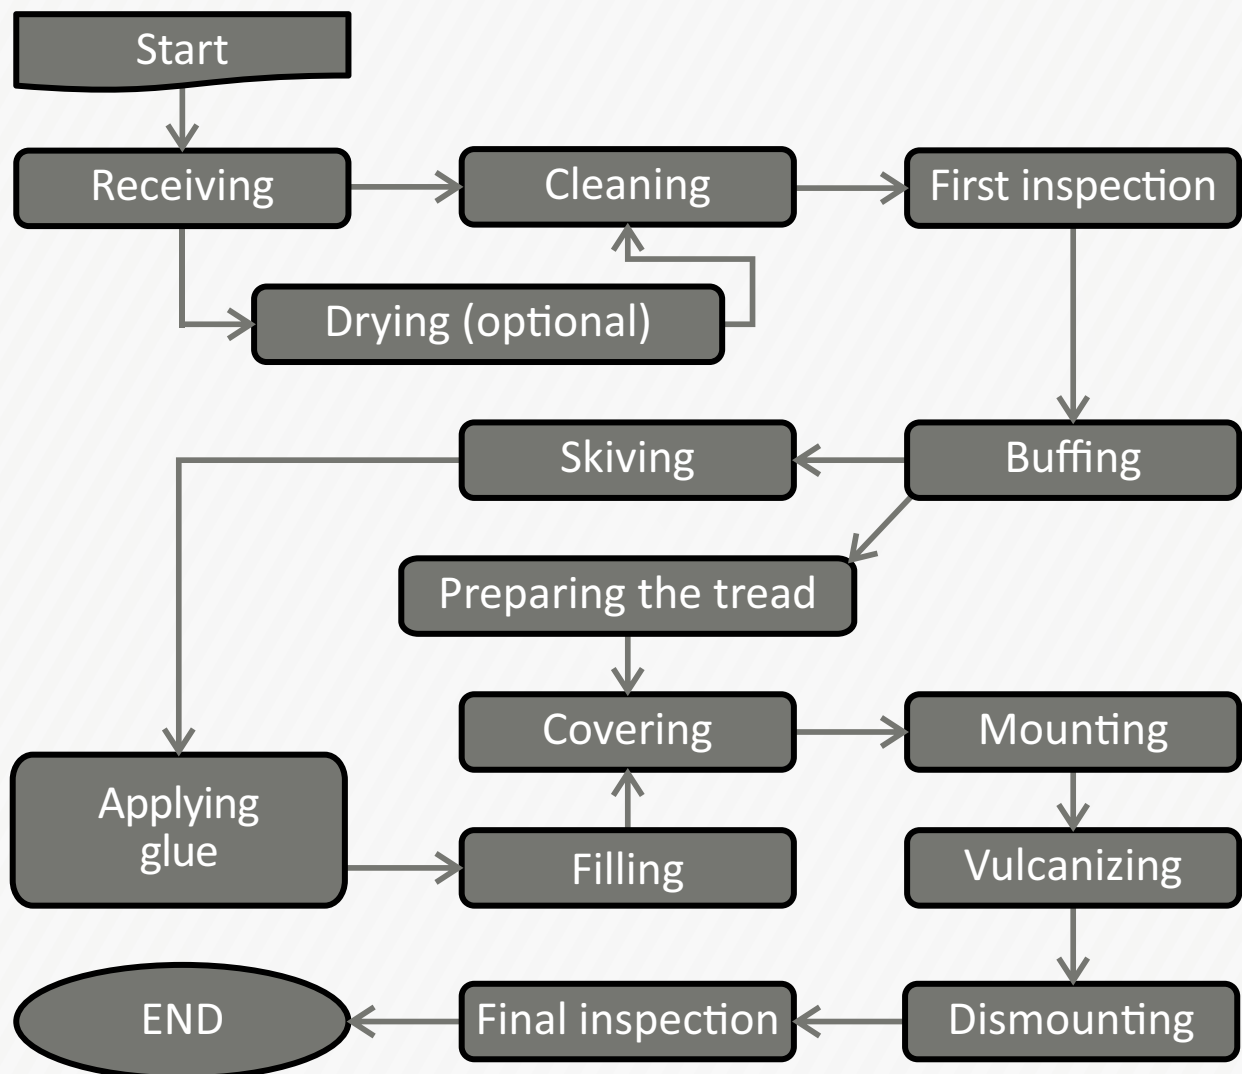 Start
Receiving
Cleaning
First inspection
Drying (optional)
Skiving
Buffing
Preparing the tread
Covering
Mounting
Applying
glue
Filling
Vulcanizing
END
Final inspection
Dismounting